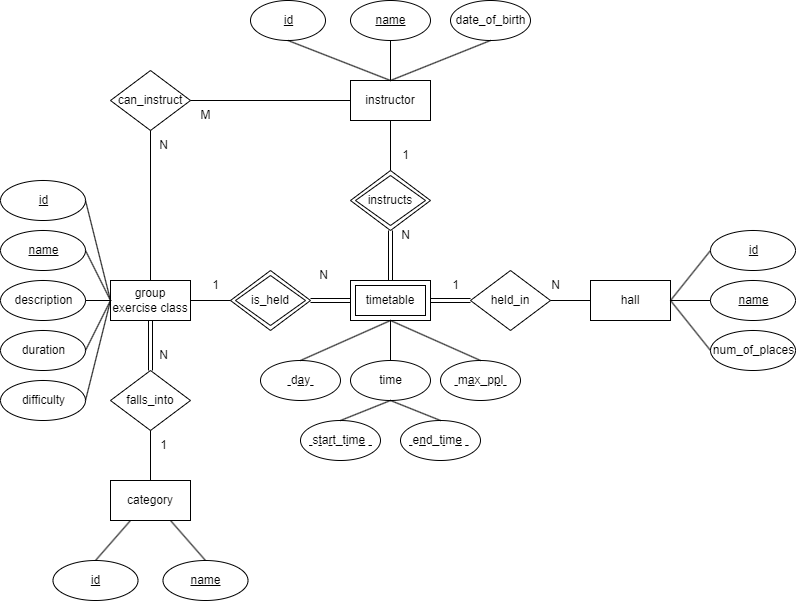 id
name
date_of_birth
can_instruct
instructor
M
N
1
id
instructs
name
N
group
exercise class
1
is_held
N
timetable
1
held_in
N
hall
id
name
num_of_places
description
duration
difficulty
N
falls_into
1
day
time
max_ppl
start_time
end_time
category
id
name